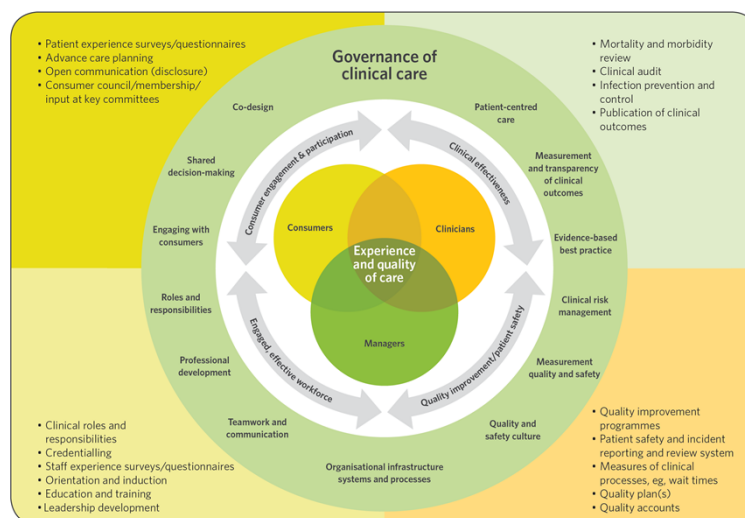 • Patient experience surveys/questionnaires
• Advance care planning
• Open communication (disclosure)
• Consumer council/membership/
input at key committees
Governance of
clinical care
• Mortality and morbidity
review
• Clinical audit
• Infection prevention and
control
• Publication of clinical
outcomes
Co-design
Shared
decision-making
Engaging with
consumers
Roles and
responsibilities
Professional
development
Teamwork and
communication
Organisational infrastructure
systems and processes
Patient-centred
care
Measurement
and transparency
of clinical
outcomes
Evidence-based
best practice
Clinical risk
management
Measurement
quality and safety
Quality and
safety culture
Consumer engagement & participation
Clinical effectiveness
Engaged, effective workforce
Quality improvement/patient safety
Consumers
Clinicians
Experience
and quality
of care
Managers
• Clinical roles and
responsibilities
• Credentialling
• Staff experience surveys/questionnaires
• Orientation and induction
• Education and training
• Leadership development
• Quality improvement
programmes
• Patient safety and incident
reporting and review system
• Measures of clinical
processes, eg, wait times
• Quality plan(s)
• Quality accounts